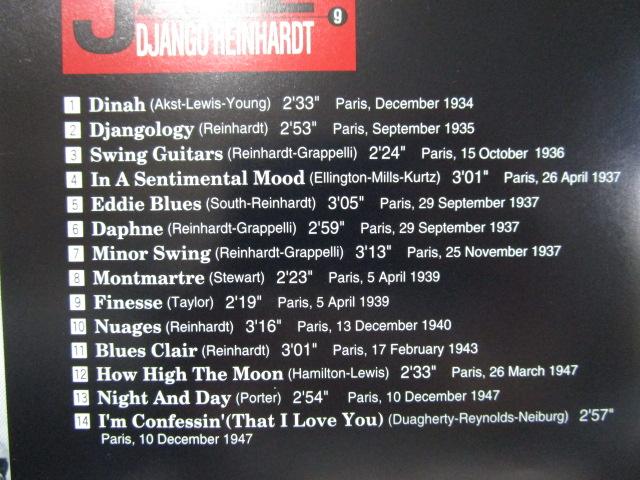 DJANGO REINHARDT 9
1 Dinah (Akst-Lewis-Young) 2'33" Paris, December 1934
2 Djangology (Reinhardt) 2'53" Paris, September 1935
3 Swing Guitars (Reinhardt-Grappelli) 2'24" Paris, 15 October 1936
4 In A Sentimental Mood (Ellington-Mills-Kurtz) 3'01" Paris, 26 April 1937
5 Eddie Blues (South-Reinhardt) 3'05" Paris, 29 September 1937
6 Daphne (Reinhardt-Grappelli) 2'59" Paris, 29 September 1937
7 Minor Swing (Reinhardt-Grappelli) 3'13" Paris, 25 November 1937
8 Montmartre (Stewart) 2'23" Paris, 5 April 1939
9 Finesse (Taylor) 2'19" Paris, 5 April 1939
10 Nuages (Reinhardt) 3'16" Paris, 13 December 1940
11 Blues Clair (Reinhardt) 3'01" Paris, 17 February 1943
12 How High The Moon (Hamilton-Lewis) 2'33" Paris, 26 March 1947
13 Night And Day (Porter) 2'54" Paris, 10 December 1947
14 I'm Confessin' (That I Love You) (Duagherty-Reynolds-Neiburg) 2'57"
Paris, 10 December 1947